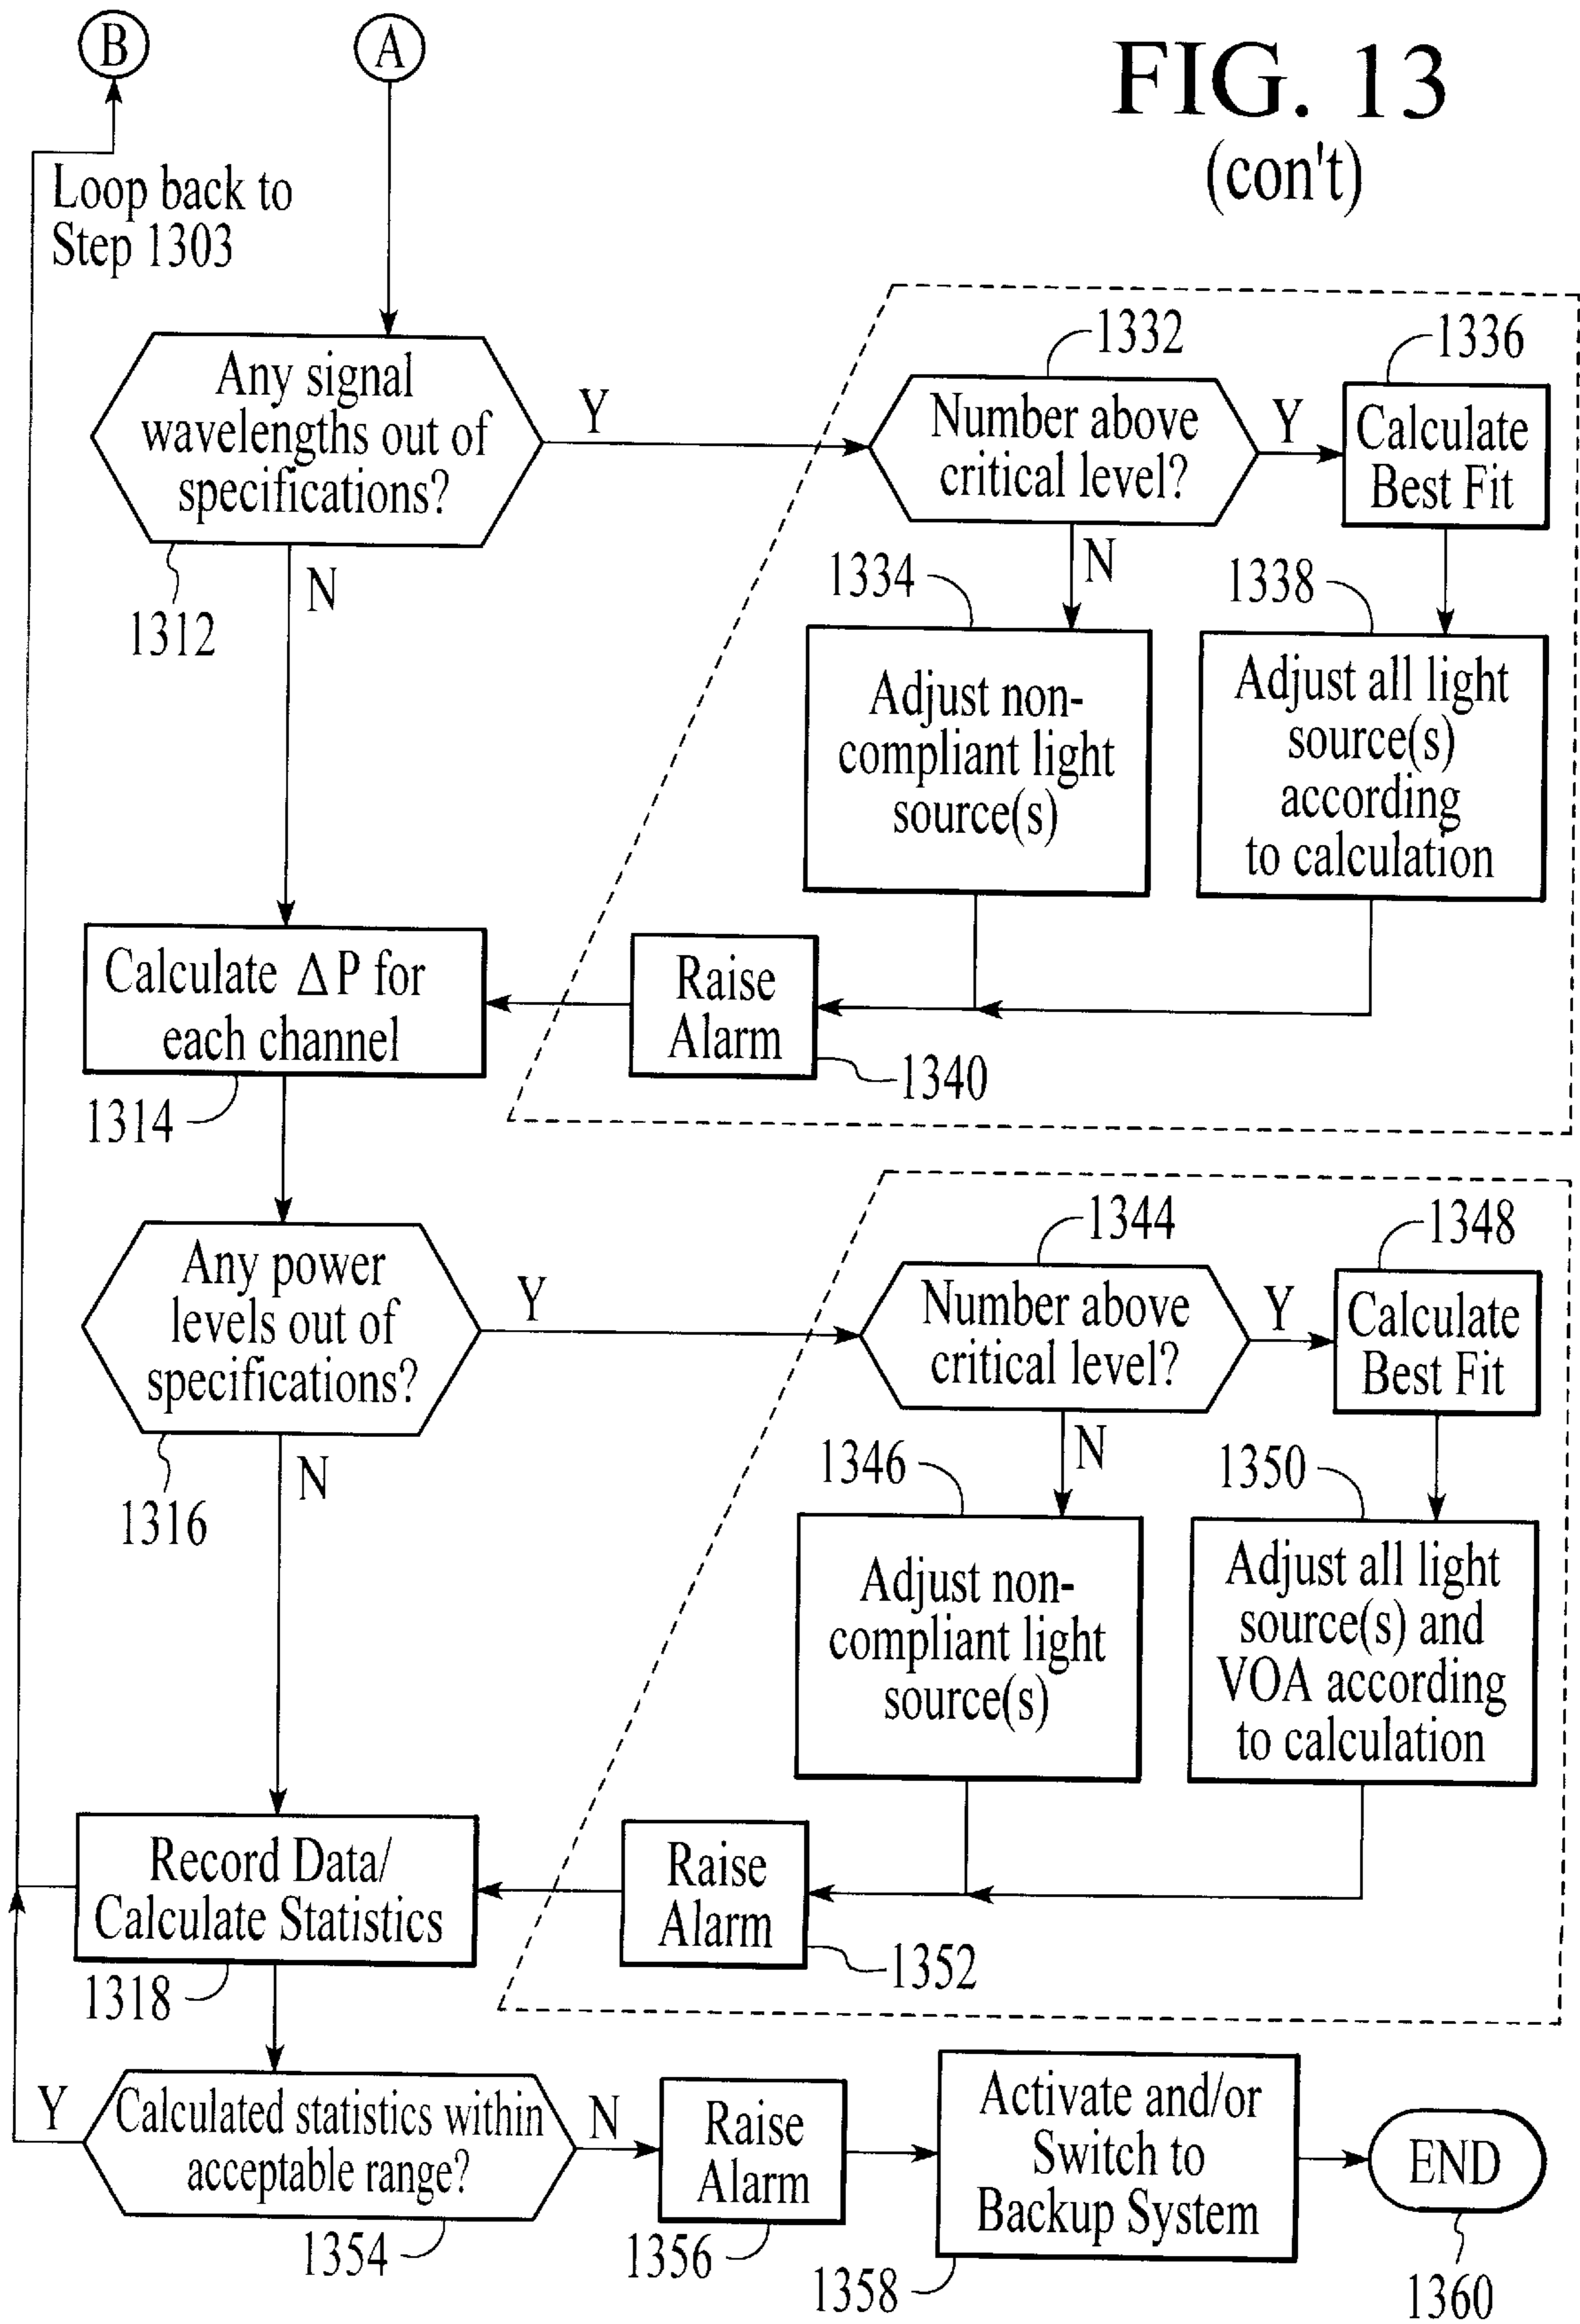 B
A
FIG. 13
(con't)
Loop back to
Step 1303
Any signal
wavelengths out of
specifications?
Y
1312
N
1332
Number above
critical level?
Y
1336
Calculate
Best Fit
N
1334
Adjust non-
compliant light
source(s)
1338
Adjust all light
source(s)
according
to calculation
Calculate ΔP for
each channel
1314
Raise
Alarm
1340
Any power
levels out of
specifications?
Y
1316
N
1344
Number above
critical level?
Y
1348
Calculate
Best Fit
N
1346
Adjust non-
compliant light
source(s)
1350
Adjust all light
source(s) and
VOA according
to calculation
Record Data/
Calculate Statistics
1318
Raise
Alarm
1352
Y
Calculated statistics within
acceptable range?
1354
N
Raise
Alarm
1356
Activate and/or
Switch to
Backup System
1358
END
1360